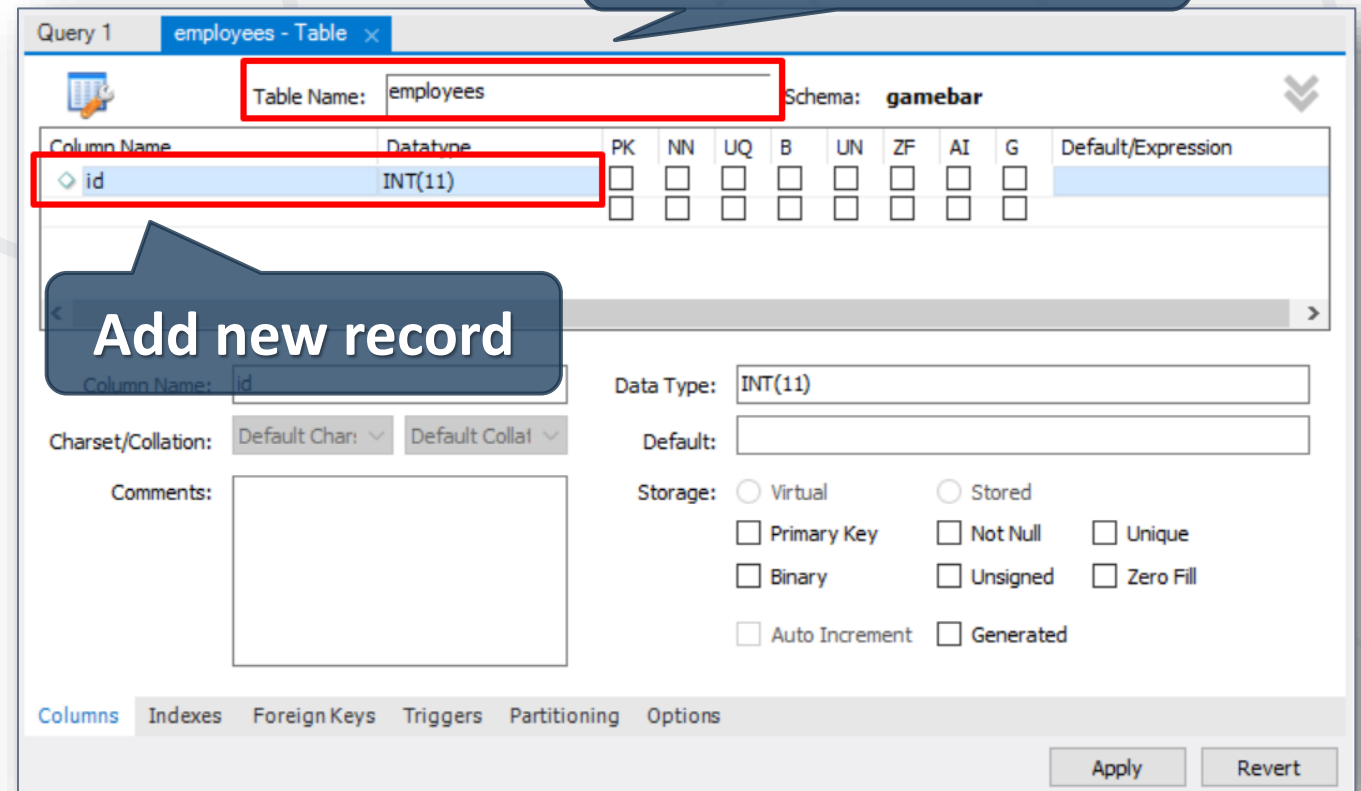 Query 1 employees - Table ×
Table Name: employees Schema: gamebar
Column Name Datatype PK NN UQ B UN ZF AI G Default/Expression
id INT(11)
Add new record
Column Name: id Data Type: INT(11)
Charset/Collation: Default Chars Default Collat Default:
Comments: Storage: Virtual Stored
Primary Key Not Null Unique
Binary Unsigned Zero Fill
Auto Increment Generated
Columns Indexes Foreign Keys Triggers Partitioning Options
Apply Revert